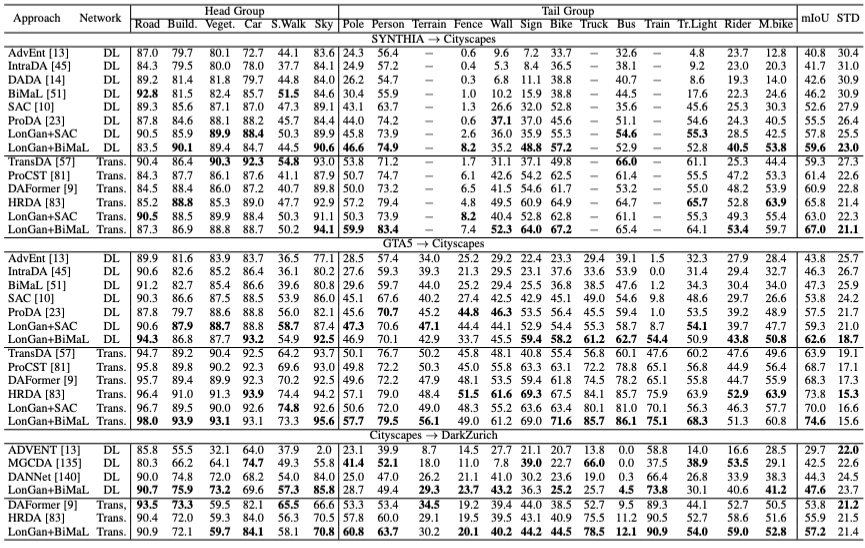 Approach Network Head Group Tail Group mIoU STD
Road Build. Veget. Car S.Walk Sky Pole Person Terrain Fence Wall Sign Bike Truck Bus Train Tr.Light Rider M.bike
SYNTHIA → Cityscapes
AdvEnt [13] DL 87.0 79.7 80.1 72.7 44.1 83.6 24.3 56.4 – 0.6 9.6 7.2 33.7 – 32.6 – 4.8 23.7 12.8 40.8 30.4
IntraDA [45] DL 84.3 79.5 80.0 78.0 37.7 84.1 24.9 57.2 – 0.4 5.3 8.4 36.5 – 38.1 – 9.2 23.0 20.3 41.7 31.0
DADA [14] DL 89.2 81.4 81.8 79.7 44.8 84.0 26.2 54.7 – 0.3 6.8 11.1 38.8 – 40.7 – 8.6 19.3 14.0 42.6 30.9
BiMaL [51] DL 92.8 81.5 82.4 85.7 51.5 84.6 30.4 55.9 – 1.0 10.2 15.9 38.8 – 44.5 – 17.6 22.3 24.6 46.2 30.9
SAC [10] DL 89.3 85.6 87.1 87.0 47.3 89.1 43.1 63.7 – 1.3 26.6 32.0 52.8 – 35.6 – 45.6 25.3 30.3 52.6 27.9
ProDA [23] DL 87.8 84.6 88.1 88.2 45.7 84.4 44.0 74.2 – 0.6 37.1 37.0 45.6 – 51.1 – 54.6 24.3 40.5 55.5 26.4
LonGan+SAC DL 90.5 85.9 89.9 88.4 50.3 89.9 45.8 73.9 – 2.6 36.0 35.9 55.3 – 54.6 – 55.3 28.5 42.5 57.8 25.5
LonGan+BiMaL DL 83.5 90.1 89.4 84.7 44.5 90.6 46.6 74.9 – 8.2 35.2 48.8 57.2 – 52.9 – 52.8 40.5 53.8 59.6 23.0
TransDA [57] Trans. 90.4 86.4 90.3 92.3 54.8 93.0 53.8 71.2 – 1.7 31.1 37.1 49.8 – 66.0 – 61.1 25.3 44.4 59.3 27.3
ProCST [81] Trans. 84.3 87.7 86.1 87.6 41.1 87.9 50.7 74.7 – 6.1 42.6 54.2 62.5 – 61.4 – 55.5 47.2 53.3 61.4 22.6
DAFormer [9] Trans. 84.5 88.4 86.0 87.2 40.7 89.8 50.0 73.2 – 6.5 41.5 54.6 61.7 – 53.2 – 55.0 48.2 53.9 60.9 22.8
HRDA [83] Trans. 85.2 88.8 85.3 89.0 47.7 92.9 57.2 79.4 – 4.8 49.5 60.9 64.9 – 64.7 – 65.7 52.8 63.9 65.8 21.4
LonGan+SAC Trans. 90.5 88.5 89.9 88.4 50.3 91.1 50.3 73.9 – 8.2 40.4 52.8 62.8 – 61.1 – 55.3 49.3 55.4 63.0 22.3
LonGan+BiMaL Trans. 87.3 86.9 88.8 88.7 50.2 94.1 59.9 83.4 – 7.4 52.3 64.0 67.2 – 65.4 – 64.1 53.4 59.7 67.0 21.1
GTA5 → Cityscapes
AdvEnt [13] DL 89.9 81.6 83.9 83.7 36.5 77.1 28.5 57.4 34.0 25.2 29.2 22.4 23.3 29.4 39.1 1.5 32.3 27.9 28.4 43.8 25.7
IntraDA [45] DL 90.6 82.6 85.2 86.4 36.1 80.2 27.6 59.3 39.3 21.3 29.5 23.1 37.6 33.6 53.9 0.0 31.4 29.4 32.7 46.3 26.7
BiMaL [51] DL 91.2 82.7 85.4 86.6 39.6 80.8 29.6 59.7 44.0 25.2 29.4 25.5 36.8 38.5 47.6 1.2 34.3 30.4 34.0 47.3 25.9
SAC [10] DL 90.3 86.6 87.5 88.5 53.9 86.0 45.1 67.6 40.2 27.4 42.5 42.9 45.1 49.0 54.6 9.8 48.6 29.7 26.6 53.8 24.2
ProDA [23] DL 87.8 79.7 88.6 88.8 56.0 82.1 45.6 70.7 45.2 44.8 46.3 53.5 56.4 45.5 59.4 1.0 53.5 39.2 48.9 57.5 21.7
LonGan+SAC DL 90.6 87.9 88.7 88.8 58.7 87.4 47.3 70.6 47.1 44.4 44.1 52.9 54.4 55.3 58.7 8.7 54.1 40.7 47.7 59.3 21.0
LonGan+BiMaL DL 94.3 86.8 87.7 93.2 54.9 92.5 46.9 70.1 42.9 33.7 45.5 59.4 58.2 61.2 62.7 54.4 50.9 43.8 50.8 62.6 18.7
TransDA [57] Trans. 94.7 89.2 90.4 92.5 64.2 93.7 50.1 76.7 50.2 45.8 48.1 40.8 55.4 56.8 60.1 47.6 60.2 47.6 49.6 63.9 19.1
ProCST [81] Trans. 95.8 89.8 90.2 92.3 69.6 93.0 49.8 72.2 50.3 45.0 55.8 63.3 63.1 72.2 78.8 65.1 56.8 44.9 56.4 68.7 17.1
DAFormer [9] Trans. 95.7 89.4 89.9 92.3 70.2 92.5 49.6 72.2 47.9 48.1 53.5 59.4 61.8 74.5 78.2 65.1 55.8 44.7 55.9 68.3 17.3
HRDA [83] Trans. 96.4 91.0 91.3 93.9 74.4 94.2 57.1 79.0 48.4 51.5 61.6 69.3 67.5 84.1 85.7 75.9 63.9 52.9 63.9 73.8 15.3
LonGan+SAC Trans. 96.7 89.5 90.0 92.6 74.8 92.6 50.6 72.0 49.0 48.3 55.2 63.6 63.4 80.1 81.0 70.1 56.3 46.3 57.7 70.0 16.6
LonGan+BiMaL Trans. 98.0 93.9 93.1 93.1 73.3 95.6 57.7 79.5 56.1 49.0 61.2 69.0 71.6 85.7 86.1 75.1 68.3 51.3 60.8 74.6 15.6
Cityscapes → DarkZurich
ADVENT [13] DL 85.8 55.5 32.1 64.0 37.9 2.0 23.1 39.9 8.7 14.5 27.7 21.1 20.7 13.8 0.0 58.8 14.0 16.6 28.5 29.7 22.0
MGCDA [135] DL 80.3 66.2 64.1 74.7 49.3 55.8 41.4 52.1 18.0 11.0 7.8 39.0 22.7 66.0 0.0 37.5 38.9 53.5 29.1 42.5 22.6
DANNet [140] DL 90.0 74.8 72.0 68.2 54.0 84.0 25.0 47.0 26.2 21.1 41.0 30.2 23.6 19.0 0.3 66.4 26.8 33.9 38.3 44.3 24.5
LonGan+BiMaL DL 90.7 75.9 73.2 69.6 57.3 85.8 28.7 49.4 29.3 23.7 43.2 36.3 25.2 25.7 4.5 73.8 30.1 40.6 41.2 47.6 23.7
DAFormer [9] Trans, 93.5 73.3 59.5 82.1 65.5 66.6 53.3 53.4 34.5 19.2 39.4 44.0 38.5 52.7 9.5 89.3 44.1 52.7 50.5 53.8 21.2
HRDA [83] Trans. 90.4 72.0 59.3 84.0 56.3 70.5 57.8 60.0 29.1 19.5 39.5 43.1 40.9 75.5 11.2 90.5 52.7 58.6 51.6 55.9 21.5
LonGan+BiMaL Trans. 90.9 72.1 59.7 84.1 58.1 70.8 60.8 63.7 30.2 20.1 40.2 44.2 44.5 78.5 12.1 90.9 54.0 59.0 52.8 57.2 21.4